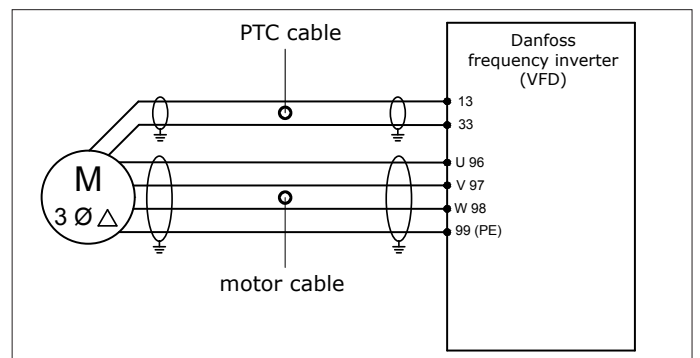 PTC cable
Danfoss
frequency inverter
(VFD)
13
33
U 96
V 97
W 98
99 (PE)
M
3 Ø △
motor cable